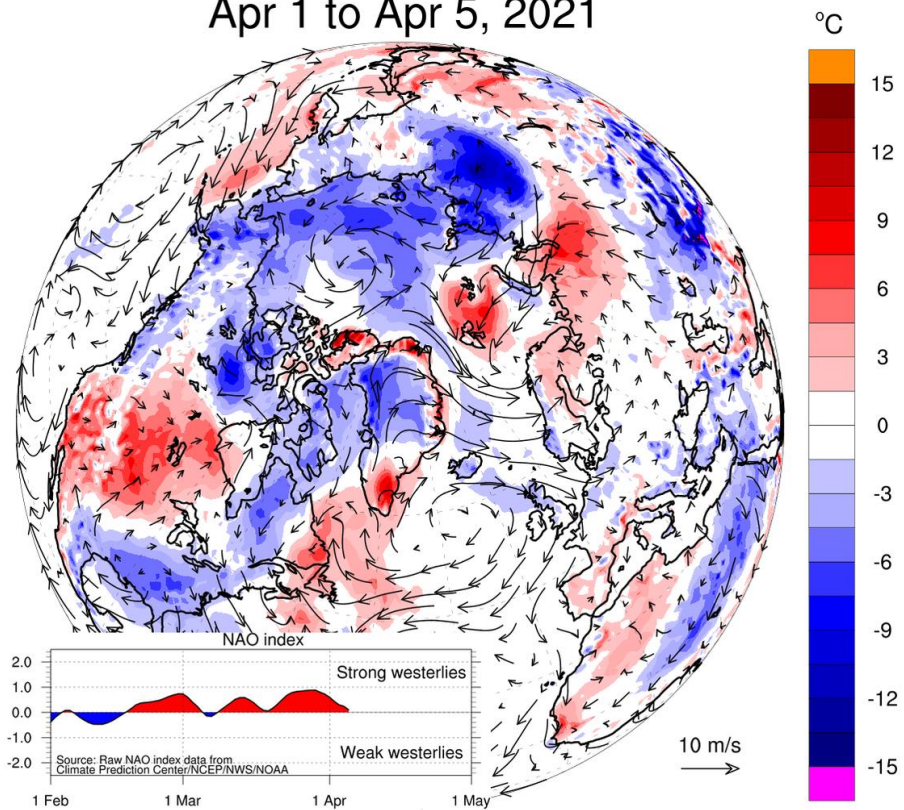 Apr 1 to Apr 5, 2021
°C
15
12
9
6
3
0
-3
-6
-9
-12
-15
NAO index
2.0
1.0
0.0
-1.0
-2.0
Strong westerlies
Weak westerlies
Source: Raw NAO index data from
Climate Prediction Center/NCEP/NWS/NOAA
1 Feb
1 Mar
1 Apr
1 May
10 m/s